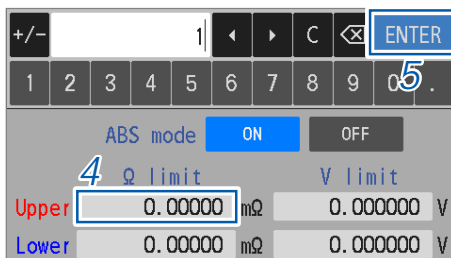 +/- 1 C ENTER
1 2 3 4 5 6 7 8 9 0 . 5
ABS mode ON OFF
4 Ω limit V limit
Upper 0.00000 mΩ 0.000000 V
Lower 0.00000 mΩ 0.000000 V